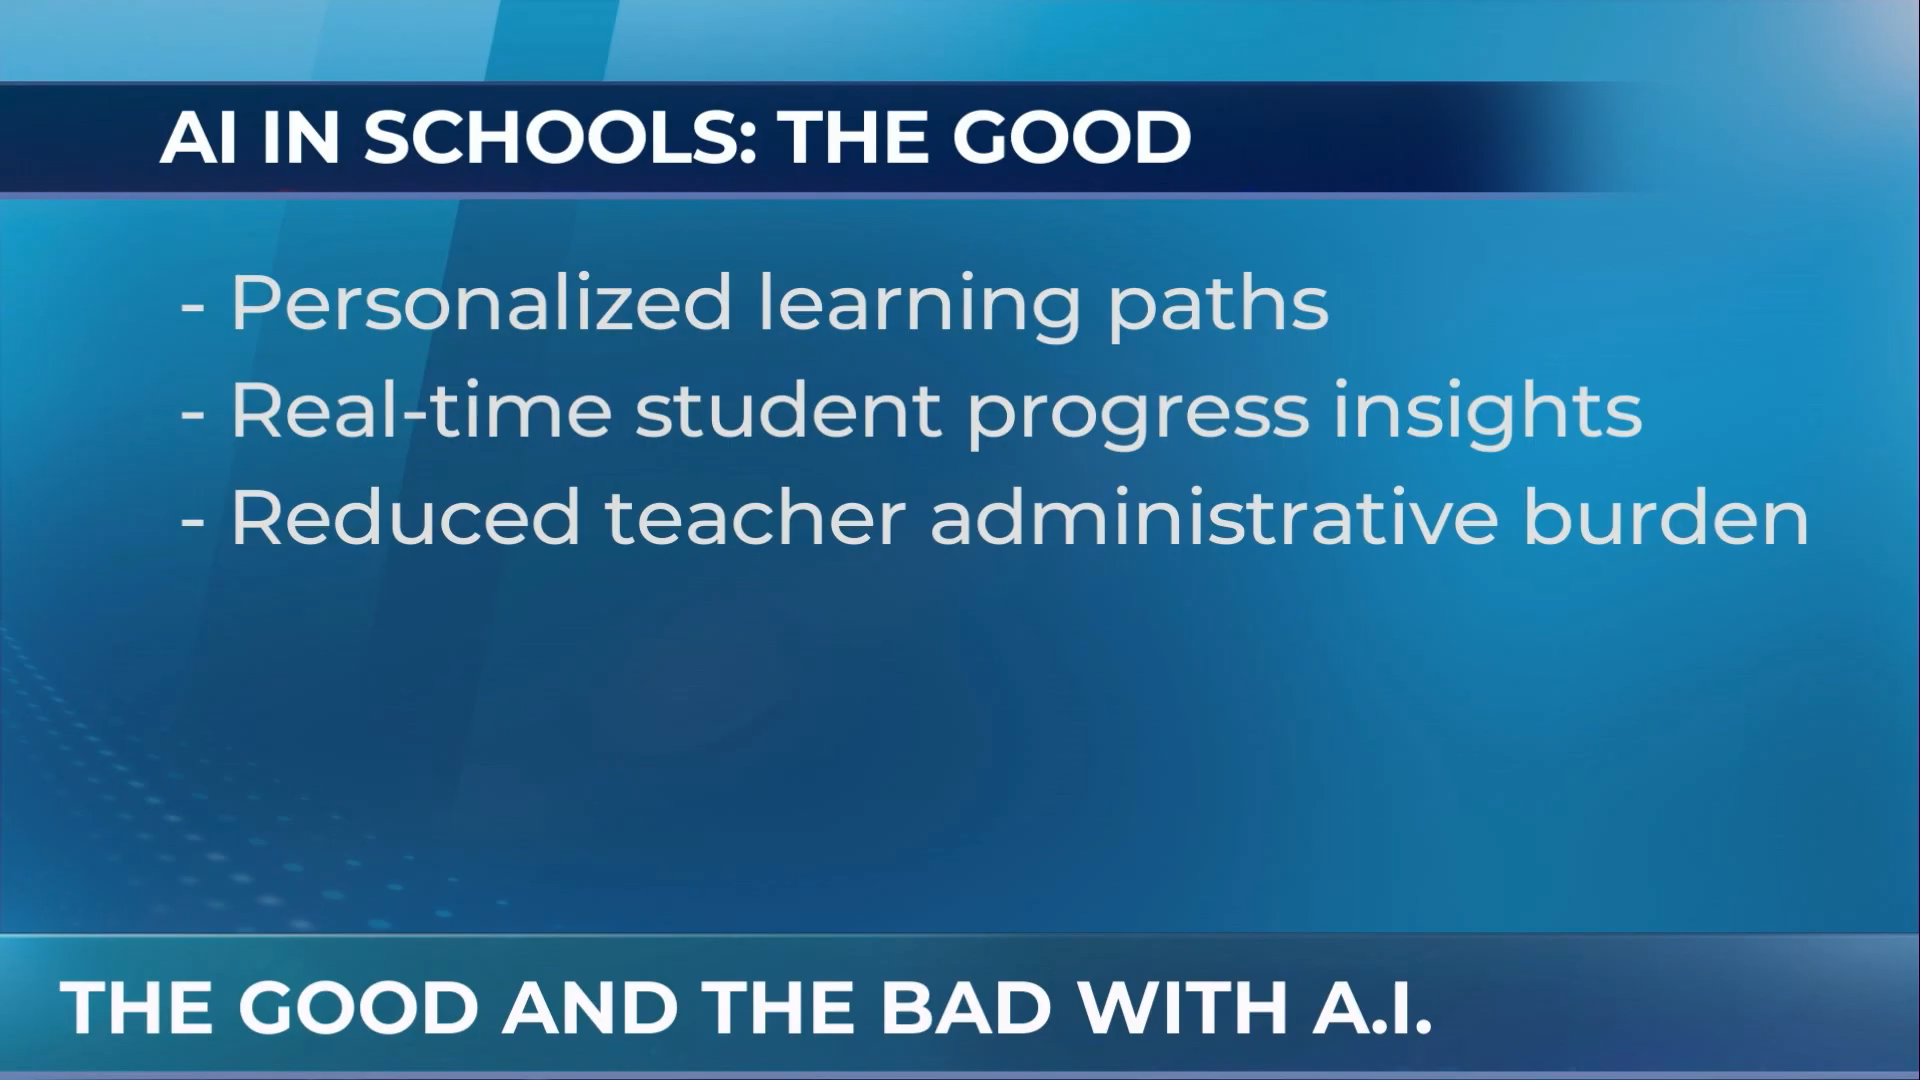 AI IN SCHOOLS: THE GOOD
- Personalized learning paths
- Real-time student progress insights
- Reduced teacher administrative burden
THE GOOD AND THE BAD WITH A.I.